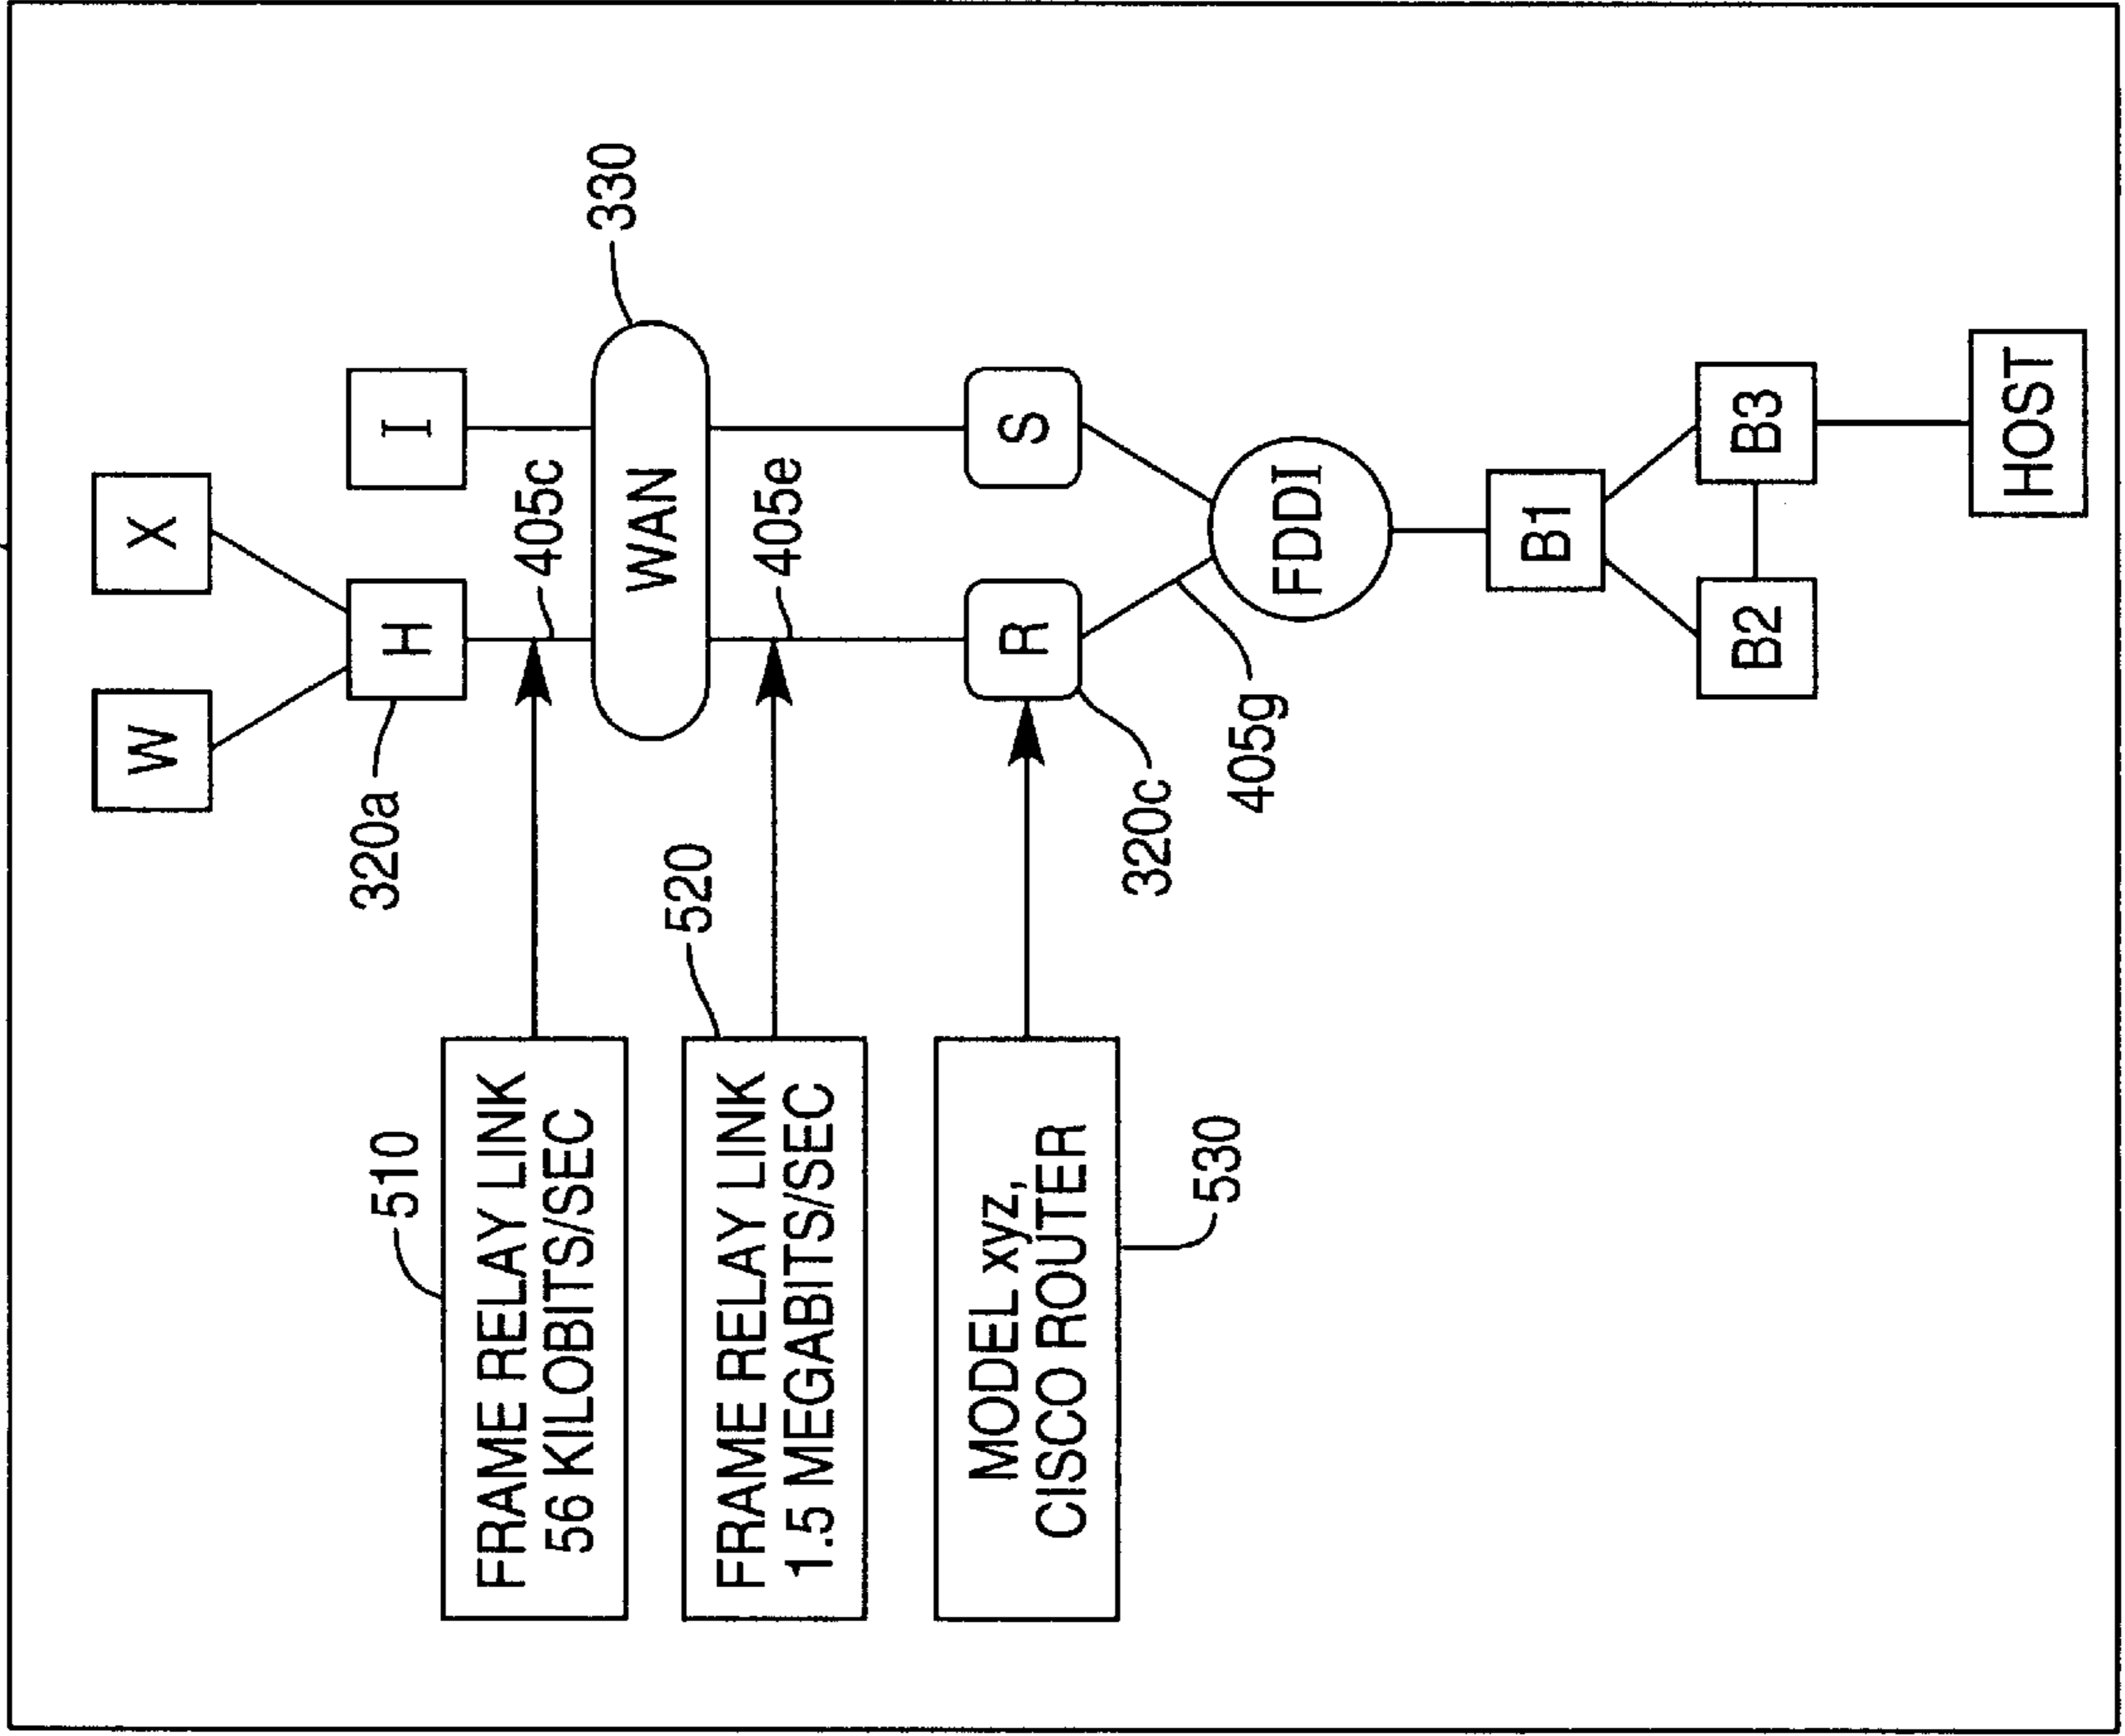 W
X
510
320a
H
I
FRAME RELAY LINK
56 KILOBITS/SEC
405c
330
WAN
520
FRAME RELAY LINK
1.5 MEGABITS/SEC
405e
MODEL xyz,
CISCO ROUTER
R
S
320c
530
405g
FDDI
B1
B2
B3
HOST